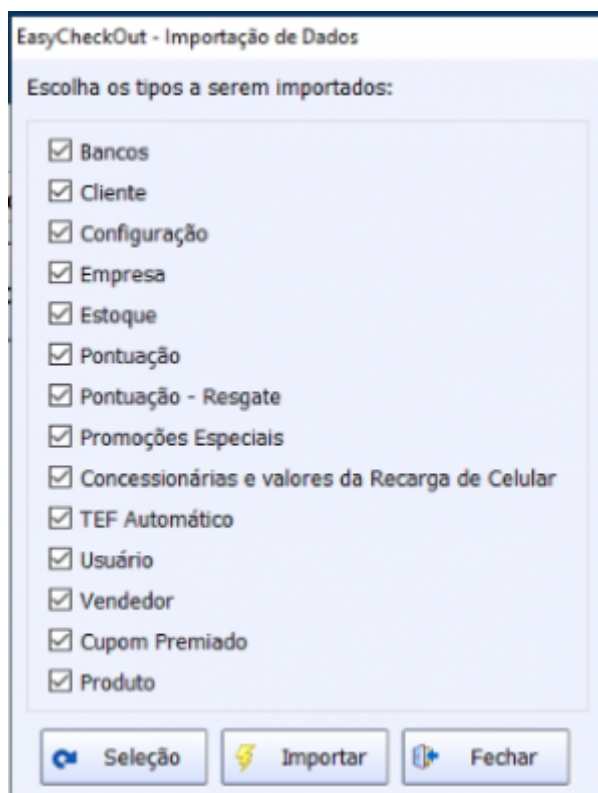 EasyCheckOut - Importação de Dados
Escolha os tipos a serem importados:
Bancos
Cliente
Configuração
Empresa
Estoque
Pontuação
Pontuação - Resgate
Promoções Especiais
Concessionárias e valores da Recarga de Celular
TEF Automático
Usuário
Vendedor
Cupom Premiado
Produto
Seleção Importar Fechar